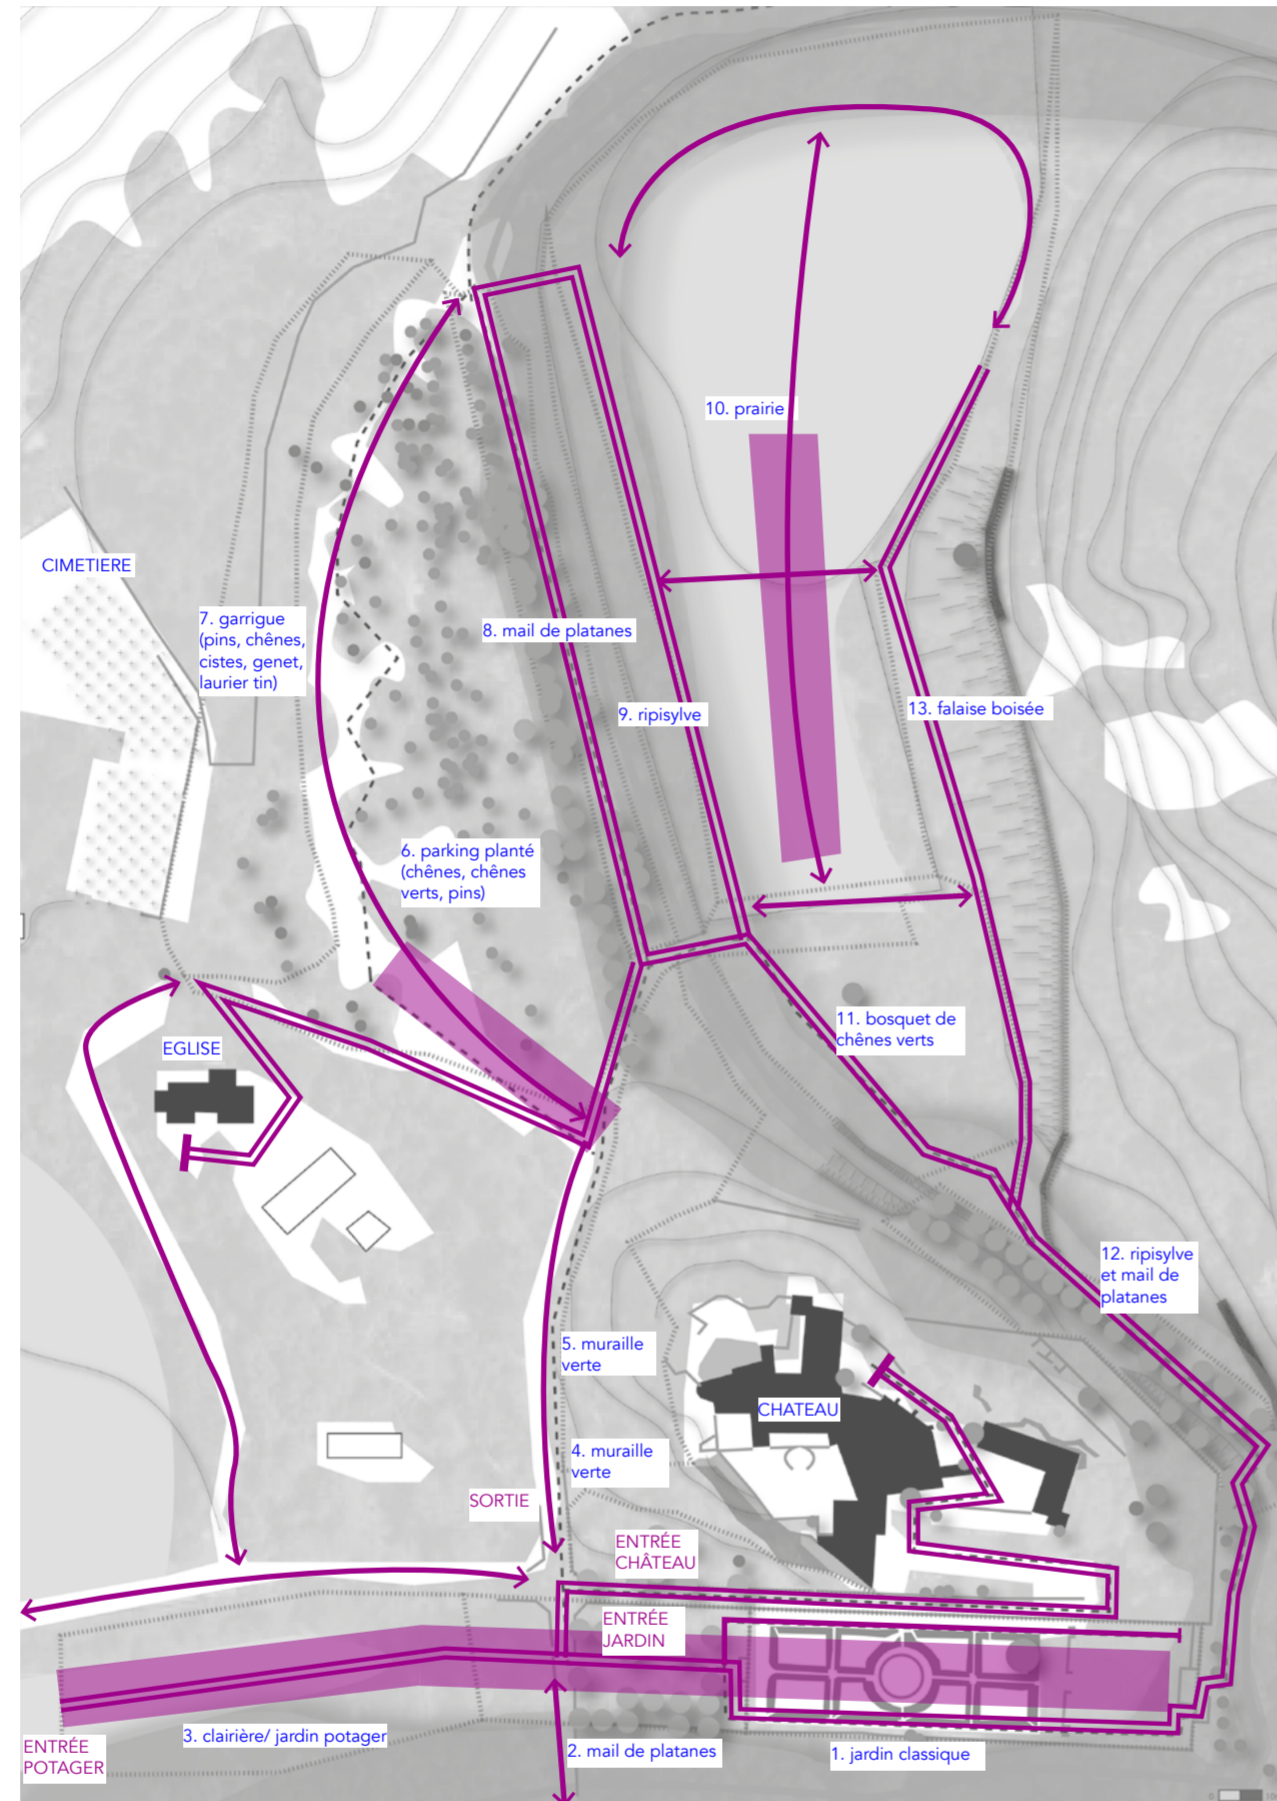 10. prairie
CIMETIERE
7. garrigue
(pins, chênes,
cistes, genet,
laurier tin)
8. mail de platanes
9. ripisylve
13. falaise boisée
6. parking planté
(chênes, chênes
verts, pins)
11. bosquet de
chênes verts
EGLISE
12. ripisylve
et mail de
platanes
5. muraille
verte
CHATEAU
4. muraille
verte
SORTIE
ENTRÉE
CHÂTEAU
ENTRÉE
JARDIN
3. clairière/ jardin potager
ENTRÉE
POTAGER
2. mail de platanes
1. jardin classique